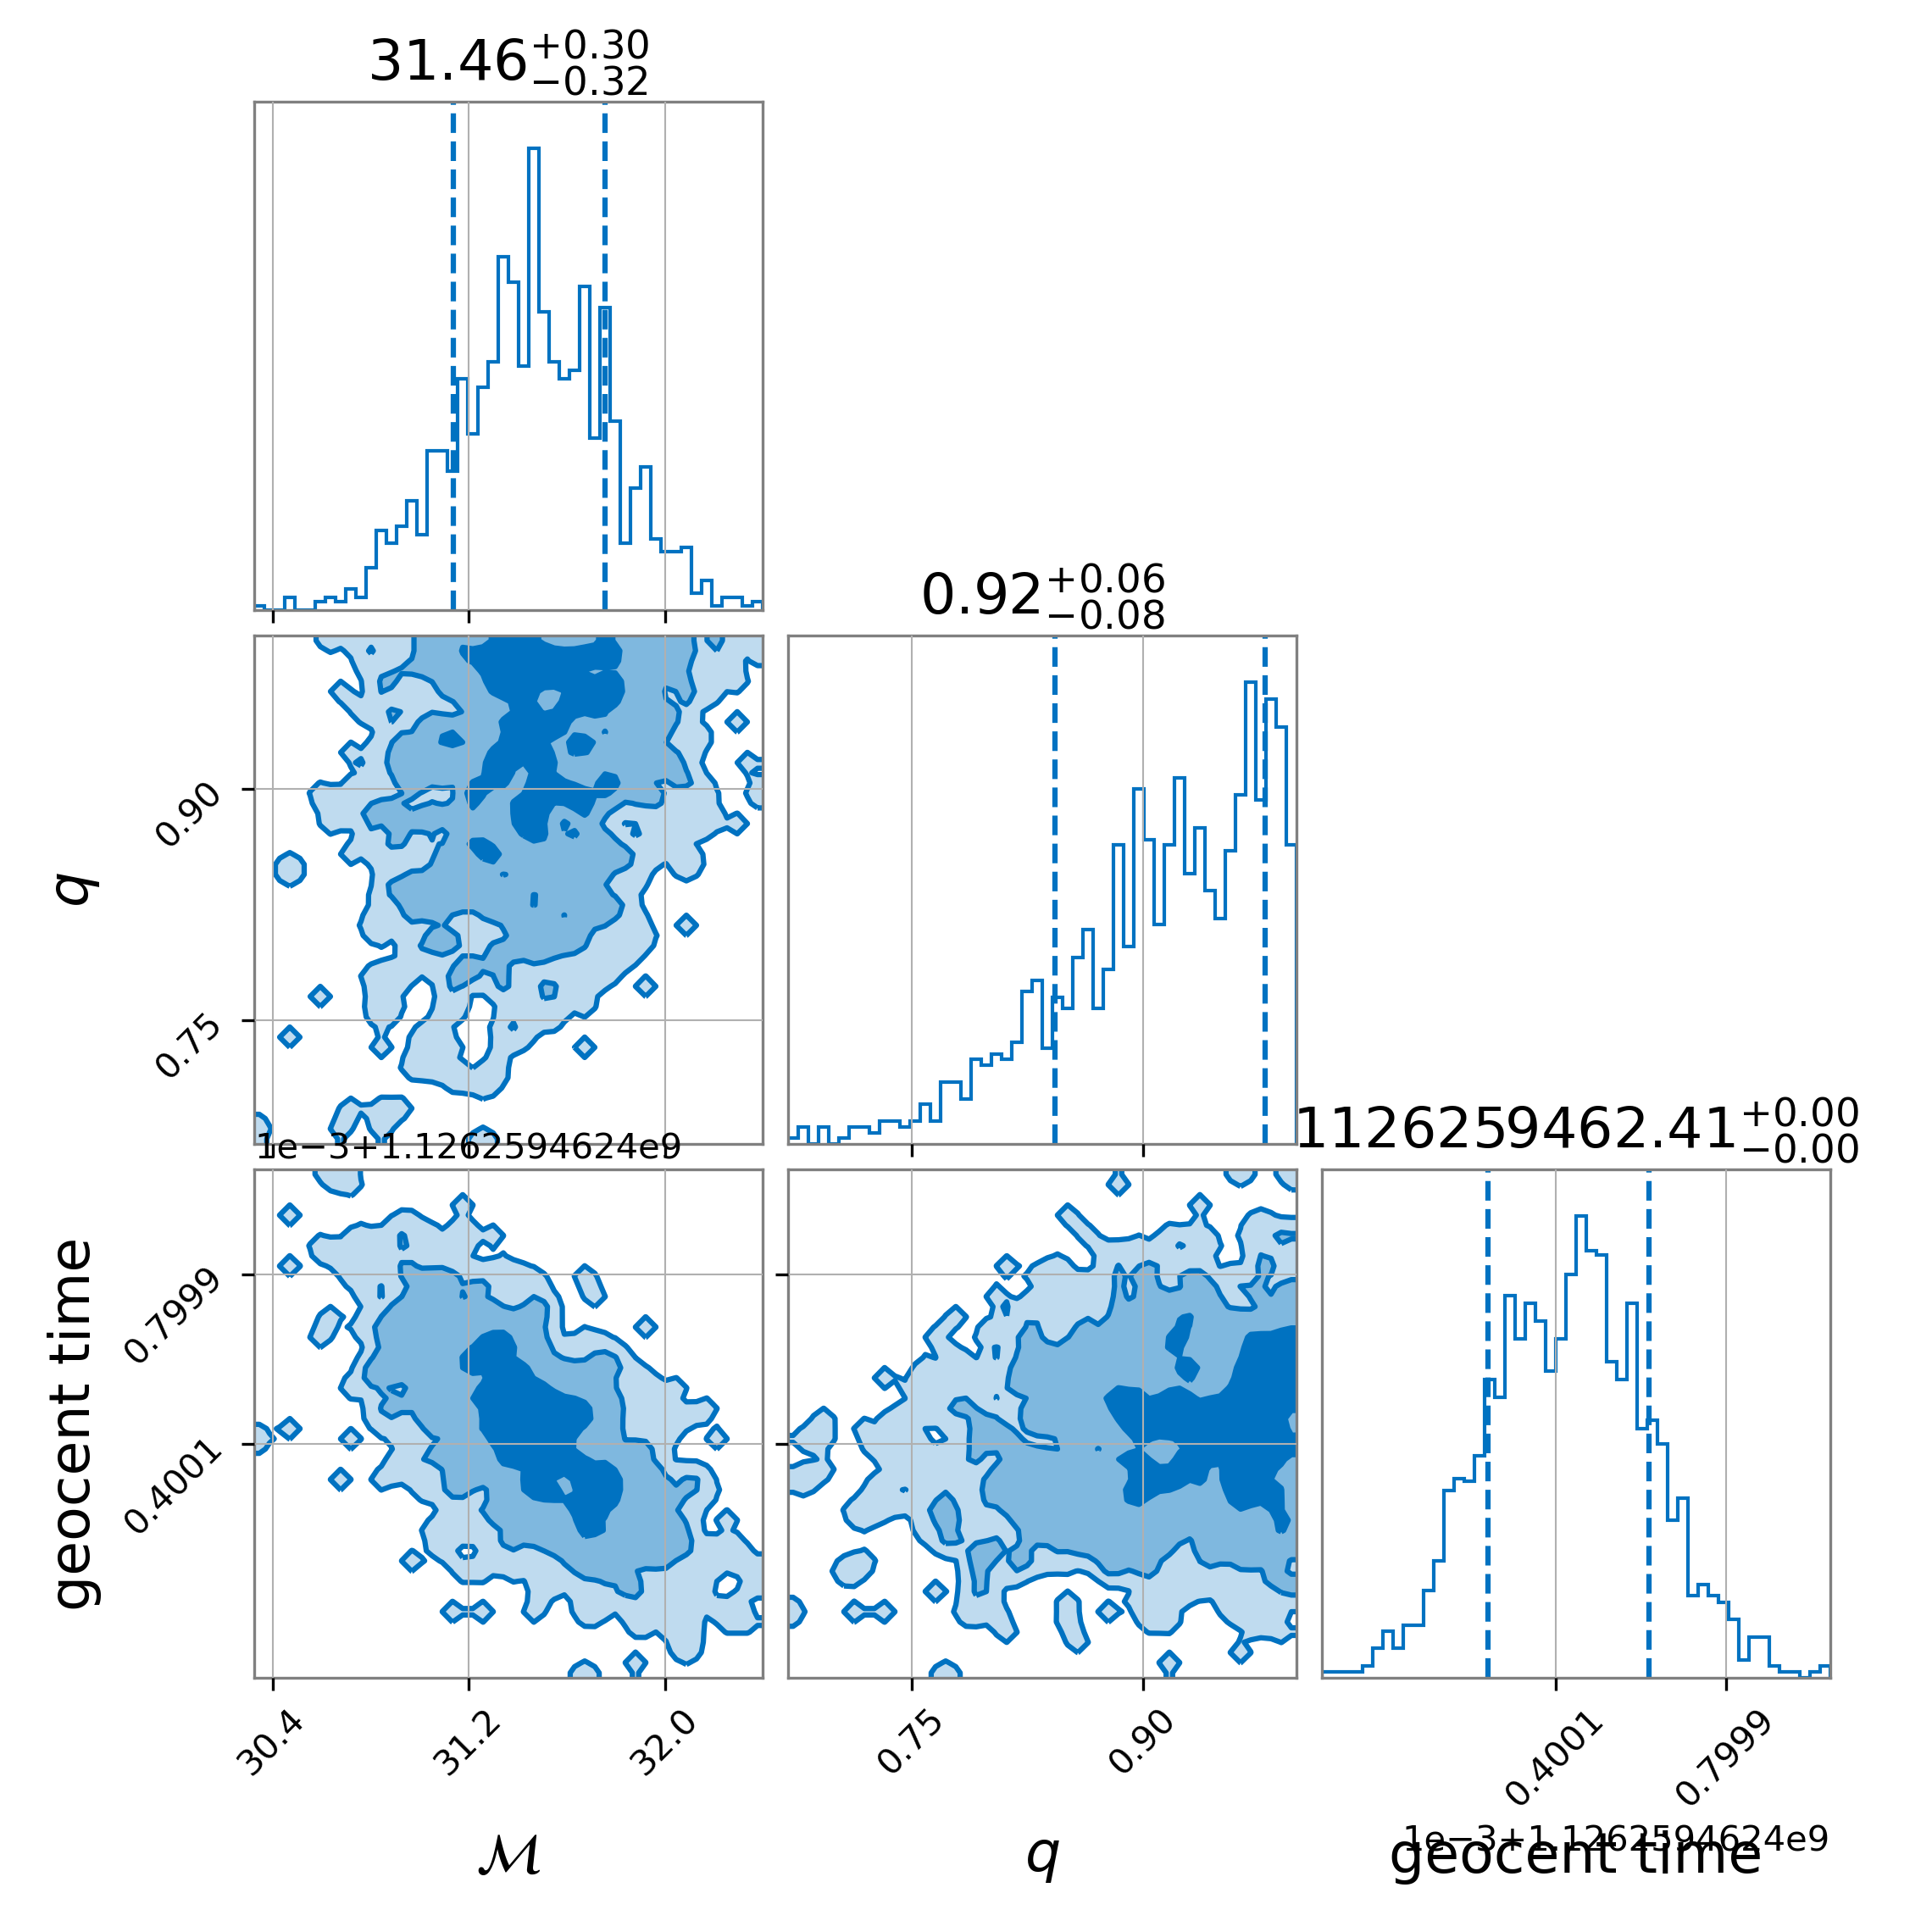 31.46+0.30−0.32
0.92+0.06−0.08
0.90
0.75
q
1e−3+1.1262594624e9
1126259462.41+0.00−0.00
0.7999
0.4001
geocent time
30.4 31.2 32.0 0.75 0.90 0.4001 0.7999
1e−3+1.1262594624e9
ℳ q geocent time